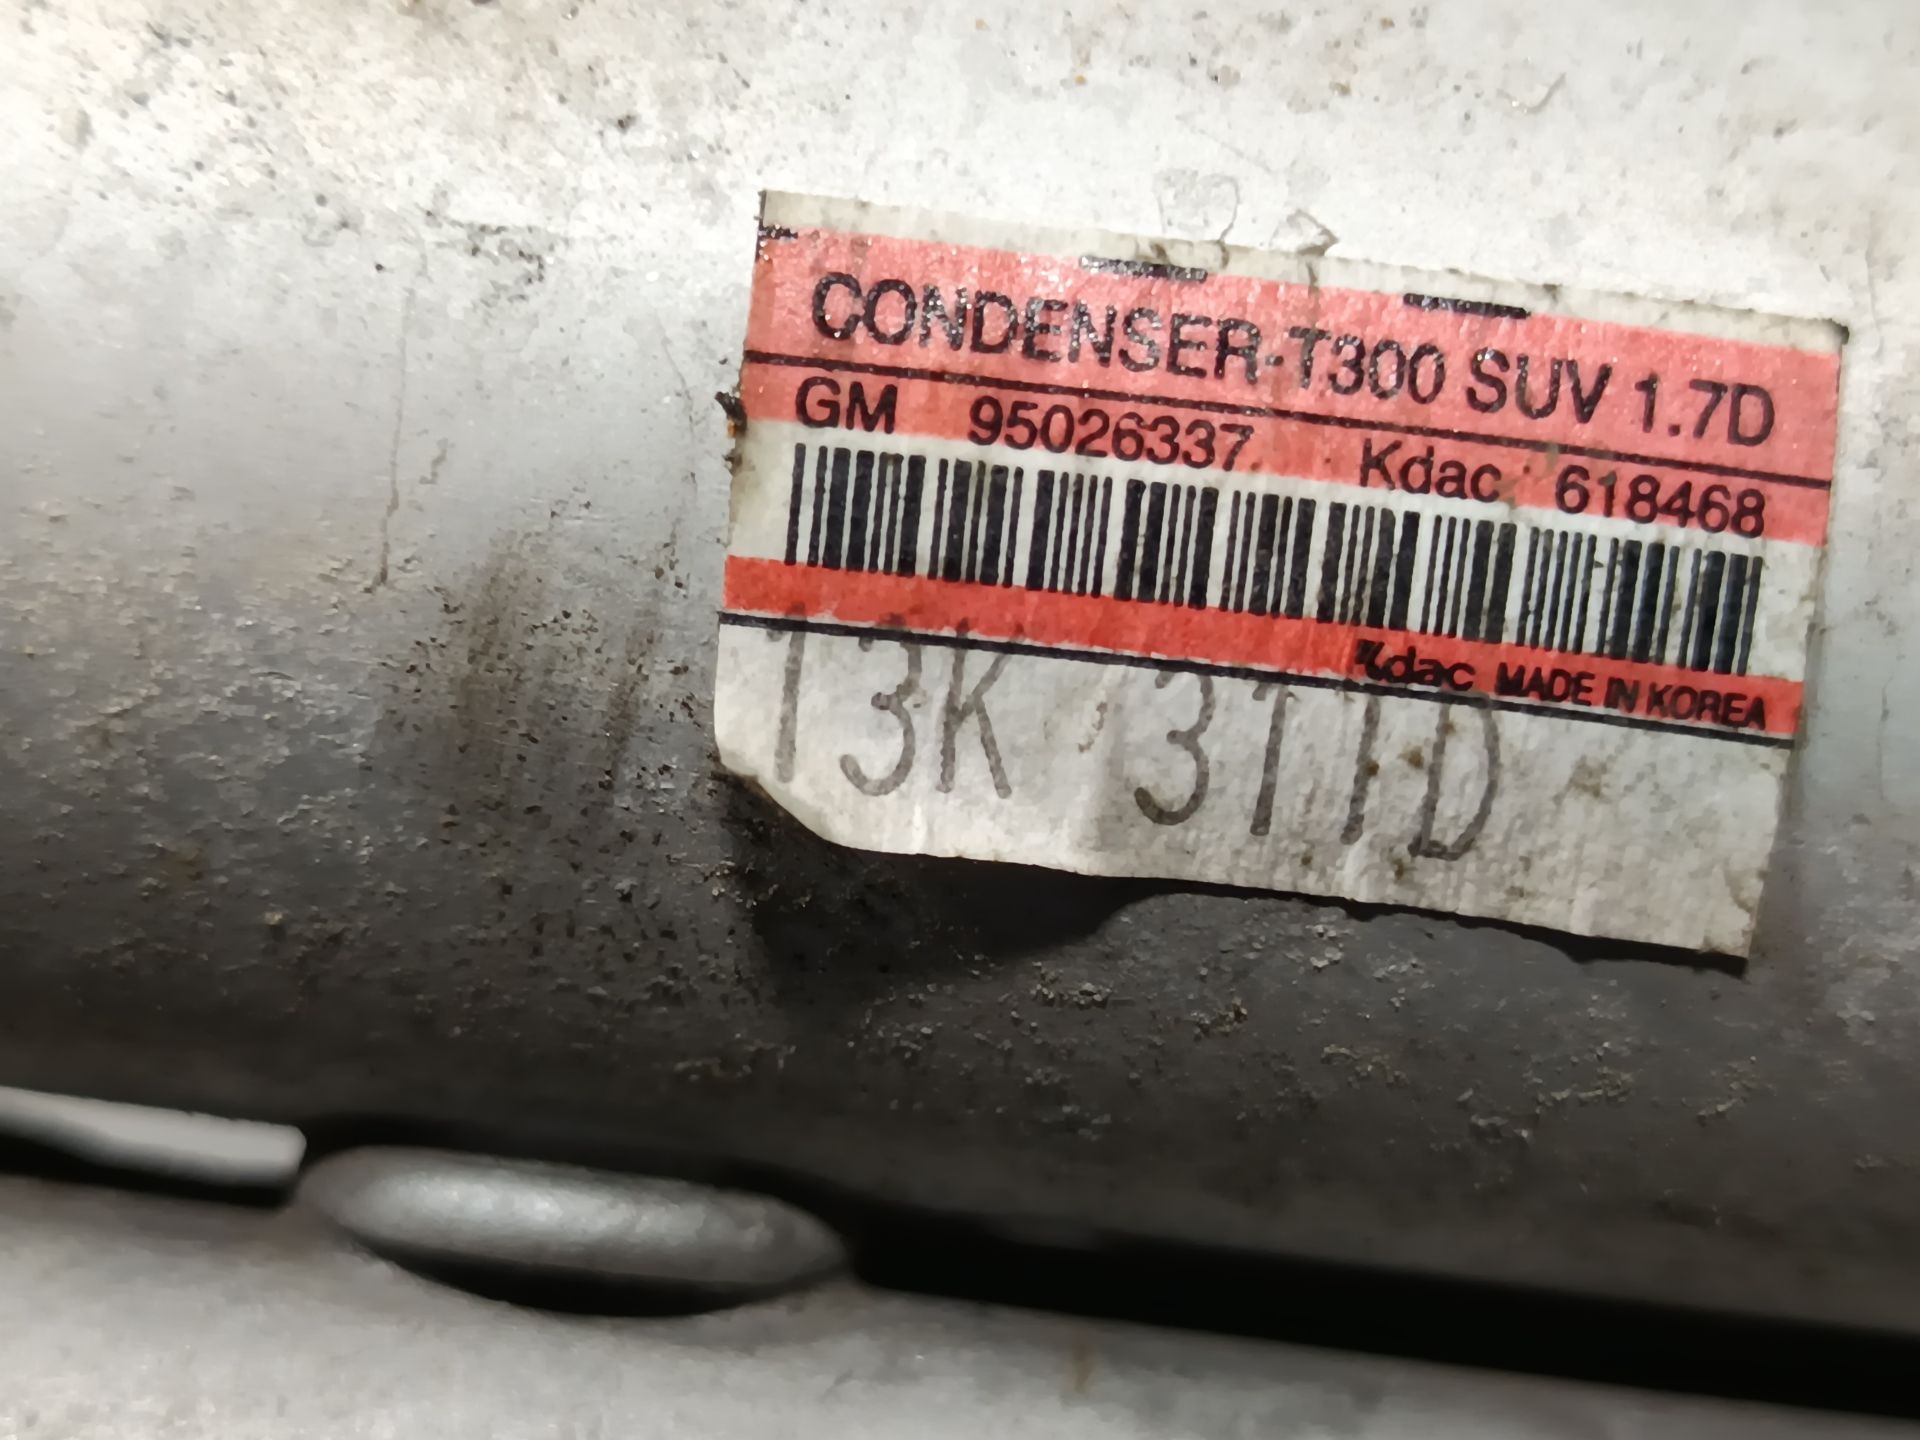 CONDENSER-T300 SUV 1.7D
GM 95026337 Kdac 618468
Kdac MADE IN KOREA
13K 311D